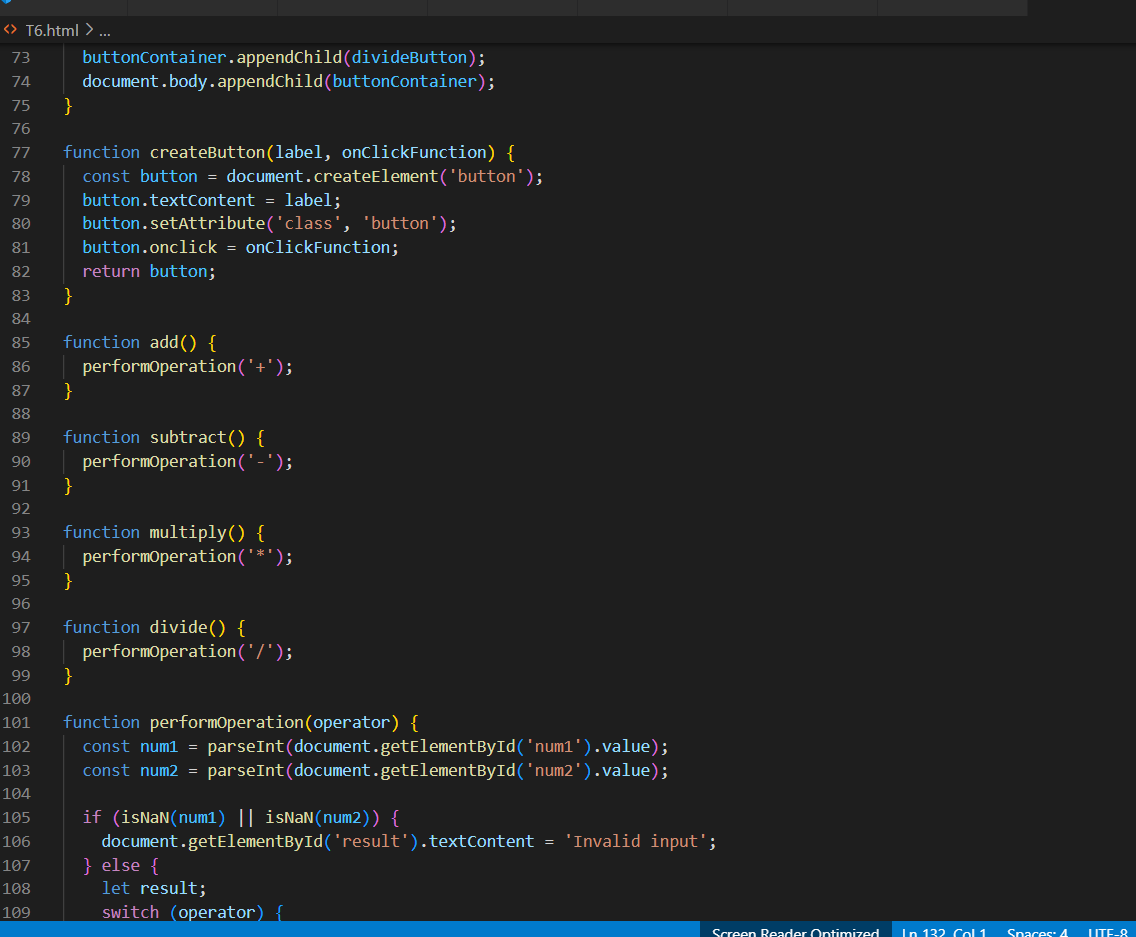 T6.html > ...
73 buttonContainer.appendChild(divideButton);
74 document.body.appendChild(buttonContainer);
75 }
76
77 function createButton(label, onClickFunction) {
78 const button = document.createElement('button');
79 button.textContent = label;
80 button.setAttribute('class', 'button');
81 button.onclick = onClickFunction;
82 return button;
83 }
84
85 function add() {
86 performOperation('+');
87 }
88
89 function subtract() {
90 performOperation('-');
91 }
92
93 function multiply() {
94 performOperation('*');
95 }
96
97 function divide() {
98 performOperation('/');
99 }
100
101 function performOperation(operator) {
102 const num1 = parseInt(document.getElementById('num1').value);
103 const num2 = parseInt(document.getElementById('num2').value);
104
105 if (isNaN(num1) || isNaN(num2)) {
106 document.getElementById('result').textContent = 'Invalid input';
107 } else {
108 let result;
109 switch (operator) {
Screen Reader Optimized Ln 132, Col 1 Spaces: 4 UTF-8